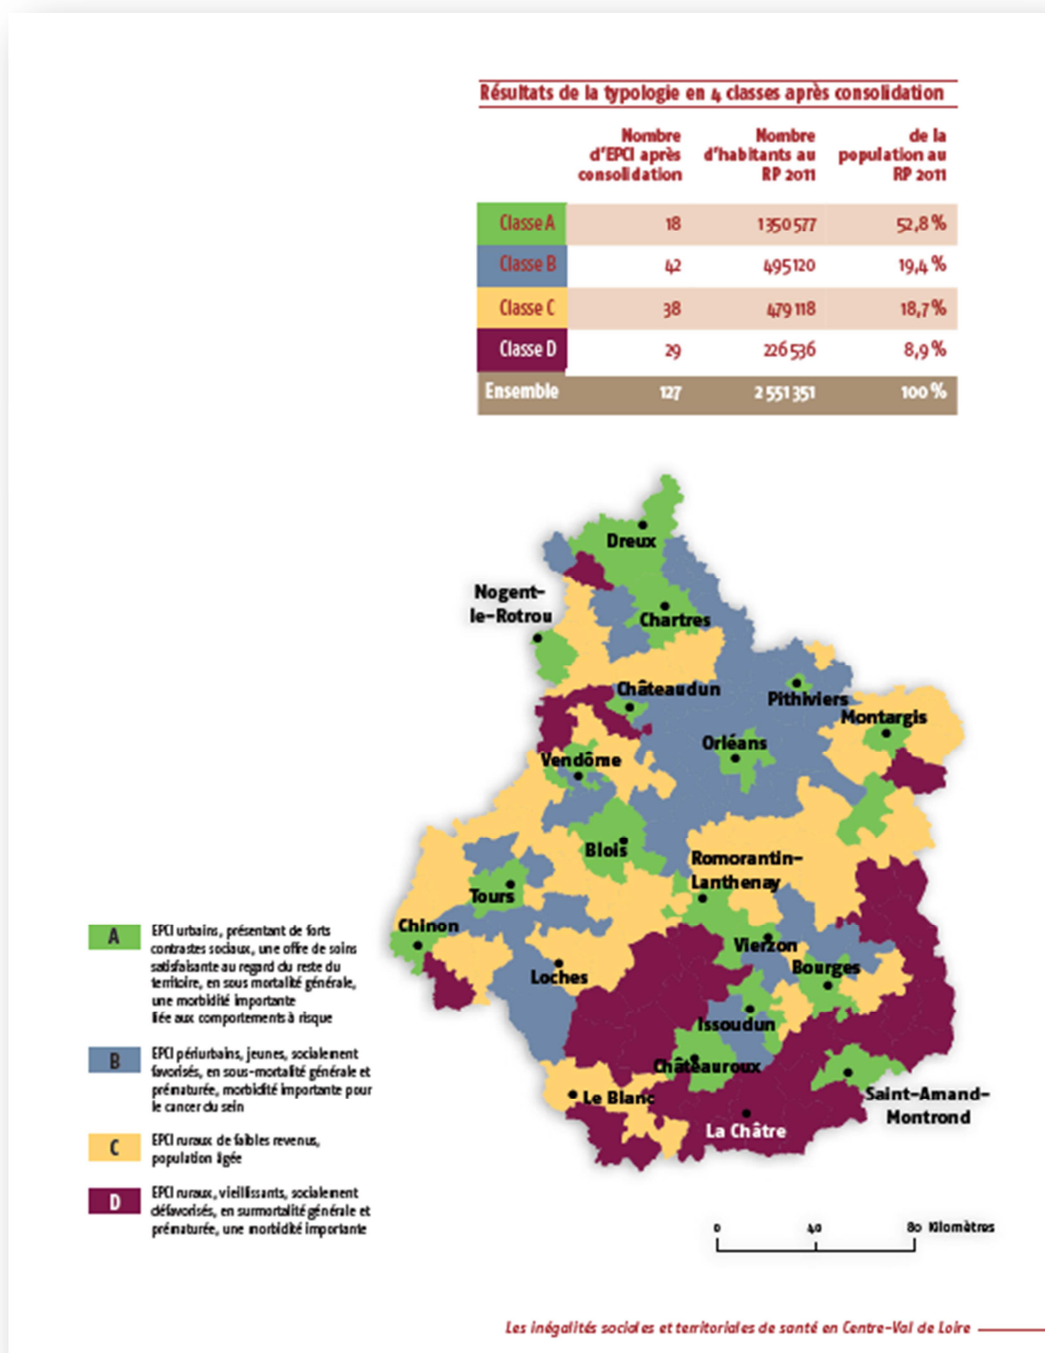 Résultats de la typologie en 4 classes après consolidation
Nombre d'EPCI après consolidation
Nombre d'habitants au RP 2011
de la population au RP 2011
Classe A 18 1 350 577 52,8 %
Classe B 42 495 120 19,4 %
Classe C 38 479 118 18,7 %
Classe D 29 226 536 8,9 %
Ensemble 127 2 551 351 100 %
Dreux
Nogent-
le-Rotrou
Chartres
Châteaudun
Pithiviers
Montargis
Orléans
Vendôme
Blois
Romorantin-
Lanthenay
Tours
Chinon
Vierzon
Bourges
Loches
Issoudun
Châteauroux
Le Blanc
Saint-Amand-
Montrond
La Châtre
A
EPCI urbains, présentant de forts
contrastes sociaux, une offre de soins
satisfaisante au regard du reste du
territoire, en sous mortalité générale,
une morbidité importante
liée aux comportements à risque
B
EPCI périurbains, jeunes, socialement
favorisés, en sous-mortalité générale et
prématurée, morbidité importante pour
le cancer du sein
C
EPCI ruraux de faibles revenus,
population âgée
D
EPCI ruraux, vieillissants, socialement
défavorisés, en surmortalité générale et
prématurée, une morbidité importante
0 40 80 Kilomètres
Les inégalités sociales et territoriales de santé en Centre-Val de Loire